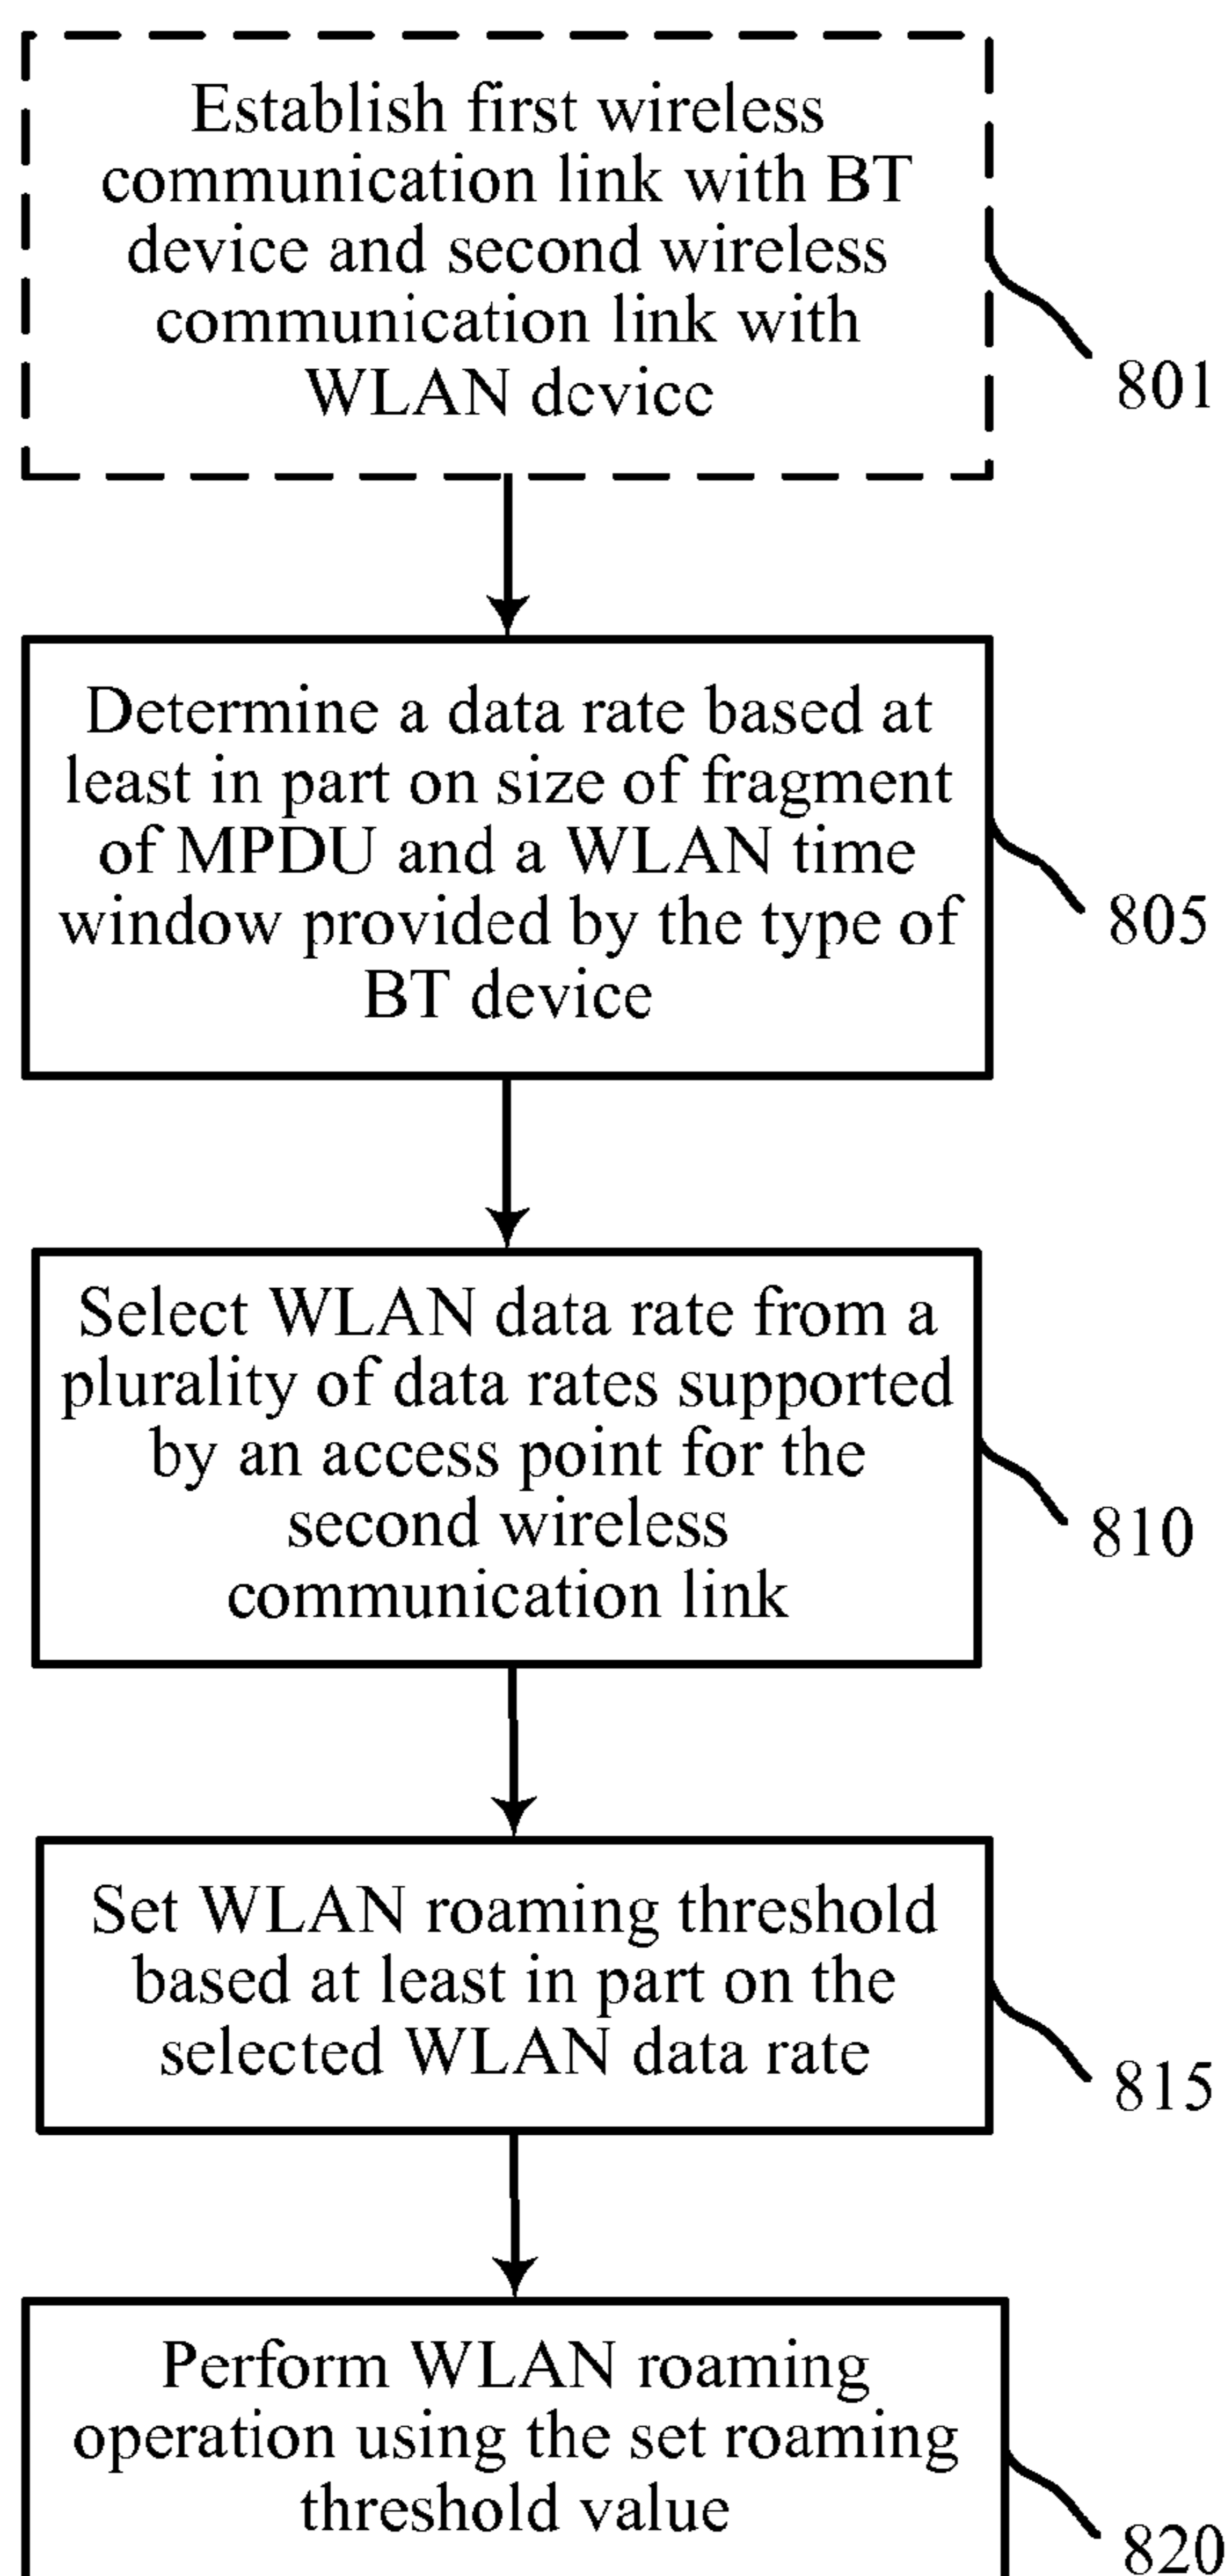 Establish first wireless
communication link with BT
device and second wireless
communication link with
WLAN device
801
Determine a data rate based at
least in part on size of fragment
of MPDU and a WLAN time
window provided by the type of
BT device
805
Select WLAN data rate from a
plurality of data rates supported
by an access point for the
second wireless
communication link
810
Set WLAN roaming threshold
based at least in part on the
selected WLAN data rate
815
Perform WLAN roaming
operation using the set roaming
threshold value
820